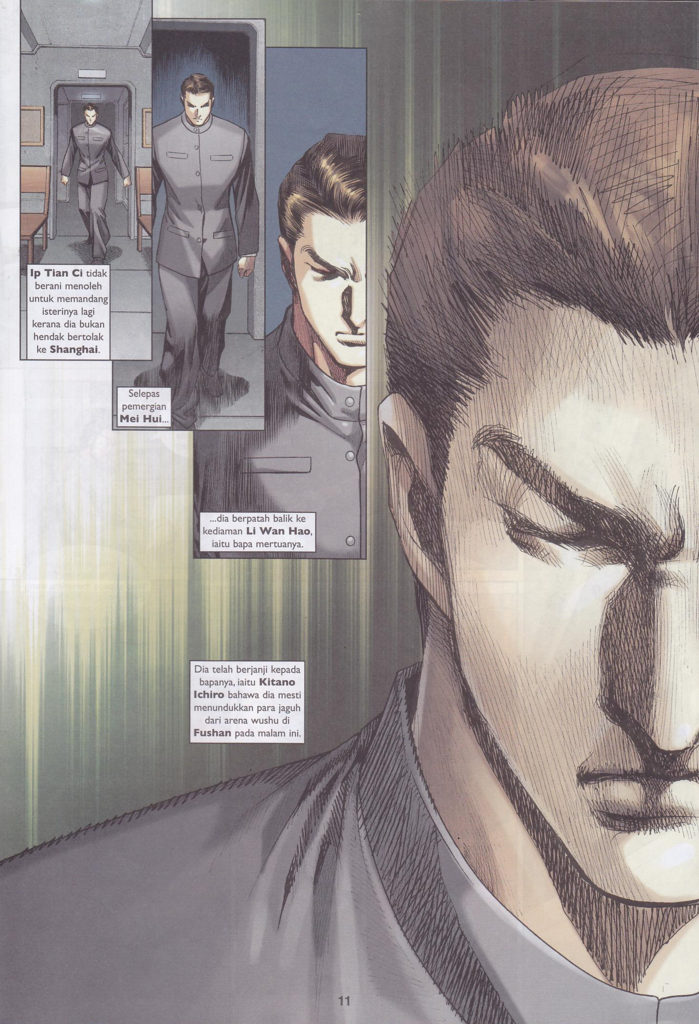 Ip Tian Ci tidak
berani menoleh
untuk memandang
isterinya lagi
kerana dia bukan
hendak bertolak
ke Shanghai.
Selepas
pemergian
Mei Hui...
...dia berpatah balik ke
kediaman Li Wan Hao,
iaitu bapa mertuanya.
Dia telah berjanji kepada
bapanya, iaitu Kitano
Ichiro bahawa dia mesti
menundukkan para jaguh
dari arena wushu di
Fushan pada malam ini.
11